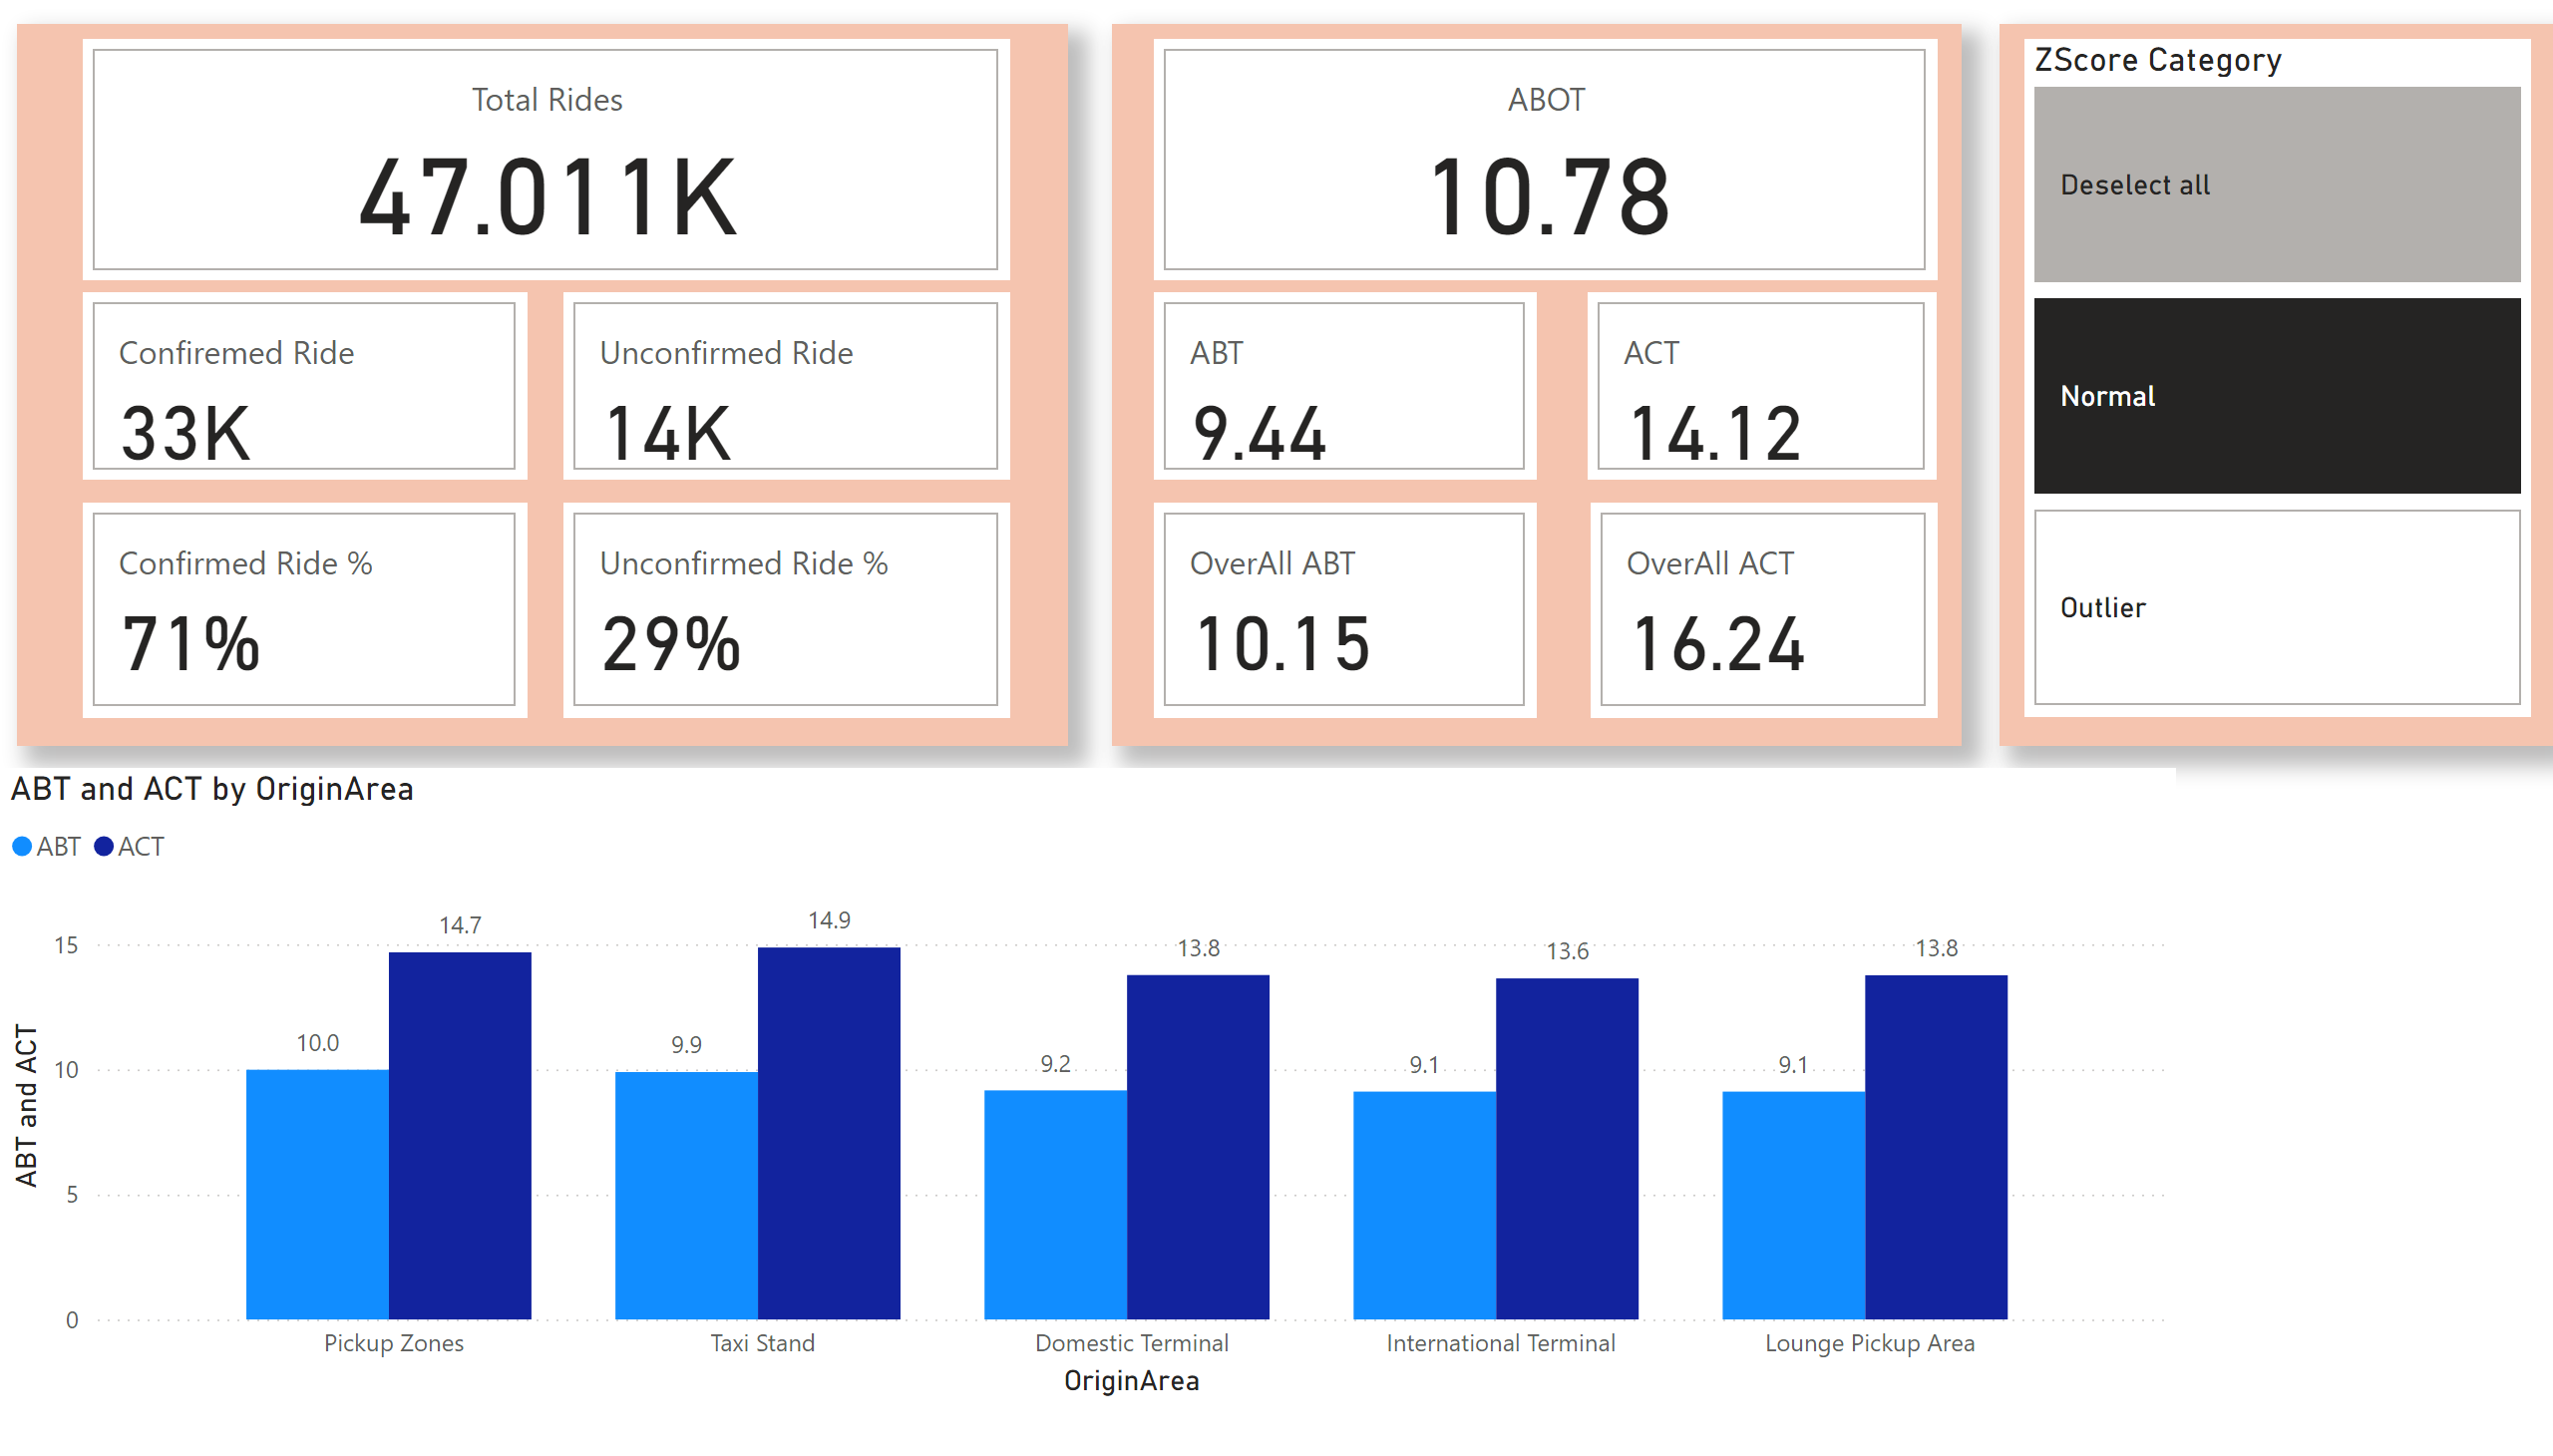 Total Rides
47.011K
Confiremed Ride
33K
Unconfirmed Ride
14K
Confirmed Ride %
71%
Unconfirmed Ride %
29%
ABOT
10.78
ABT
9.44
ACT
14.12
OverAll ABT
10.15
OverAll ACT
16.24
ZScore Category
Deselect all
Normal
Outlier
ABT and ACT by OriginArea
ABT ACT
ABT and ACT
15
10
5
0
10.0
14.7
9.9
14.9
9.2
13.8
9.1
13.6
9.1
13.8
Pickup Zones
Taxi Stand
Domestic Terminal
International Terminal
Lounge Pickup Area
OriginArea